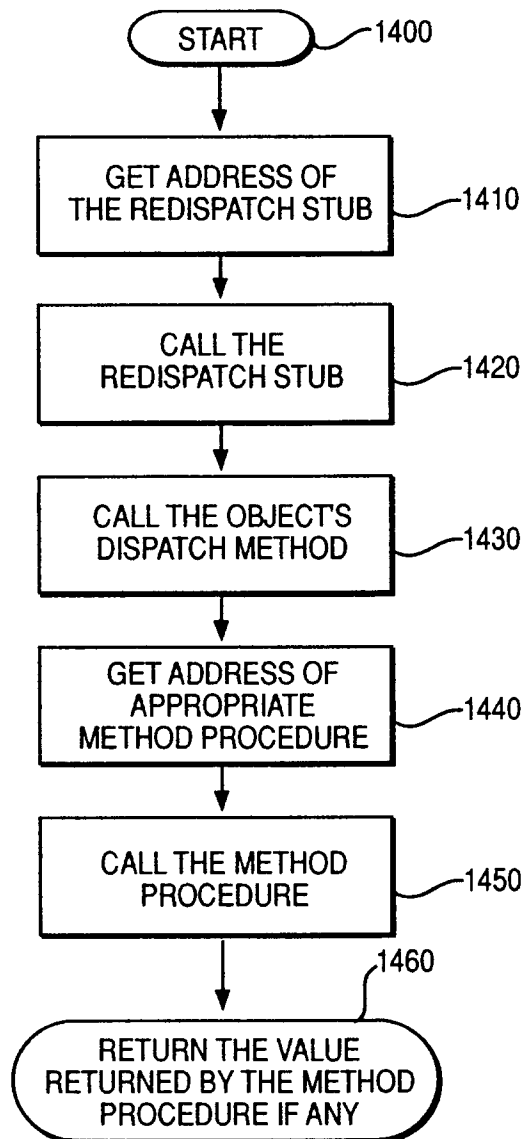 START
1400
GET ADDRESS OF
THE REDISPATCH STUB
1410
CALL THE
REDISPATCH STUB
1420
CALL THE OBJECT'S
DISPATCH METHOD
1430
GET ADDRESS OF
APPROPRIATE
METHOD PROCEDURE
1440
CALL THE METHOD
PROCEDURE
1450
1460
RETURN THE VALUE
RETURNED BY THE METHOD
PROCEDURE IF ANY